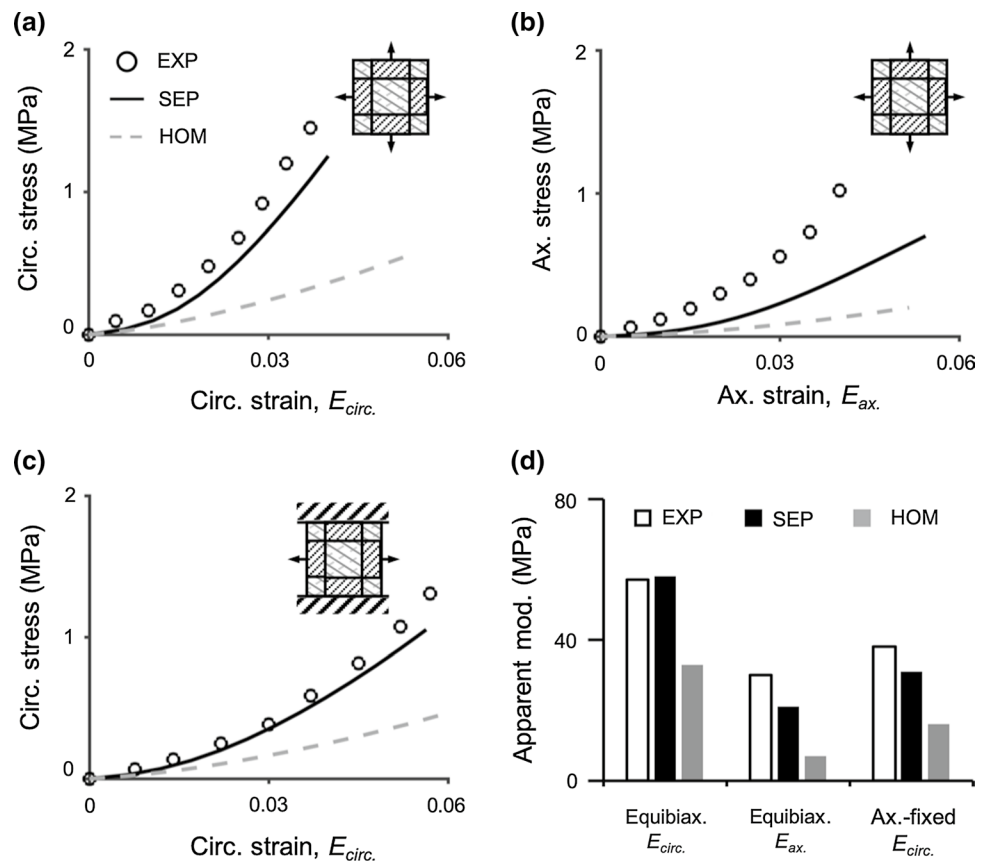 (a)
2
EXP
SEP
HOM
1
0
0
0.03
0.06
Circ. stress (MPa)
Circ. strain, Ecirc.
(b)
2
1
0
0
0.03
0.06
Ax. stress (MPa)
Ax. strain, Eax.
(c)
2
1
0
0
0.03
0.06
Circ. stress (MPa)
Circ. strain, Ecirc.
(d)
80
EXP
SEP
HOM
40
0
Apparent mod. (MPa)
Equibiax.
Ecirc.
Equibiax.
Eax.
Ax.-fixed
Ecirc.